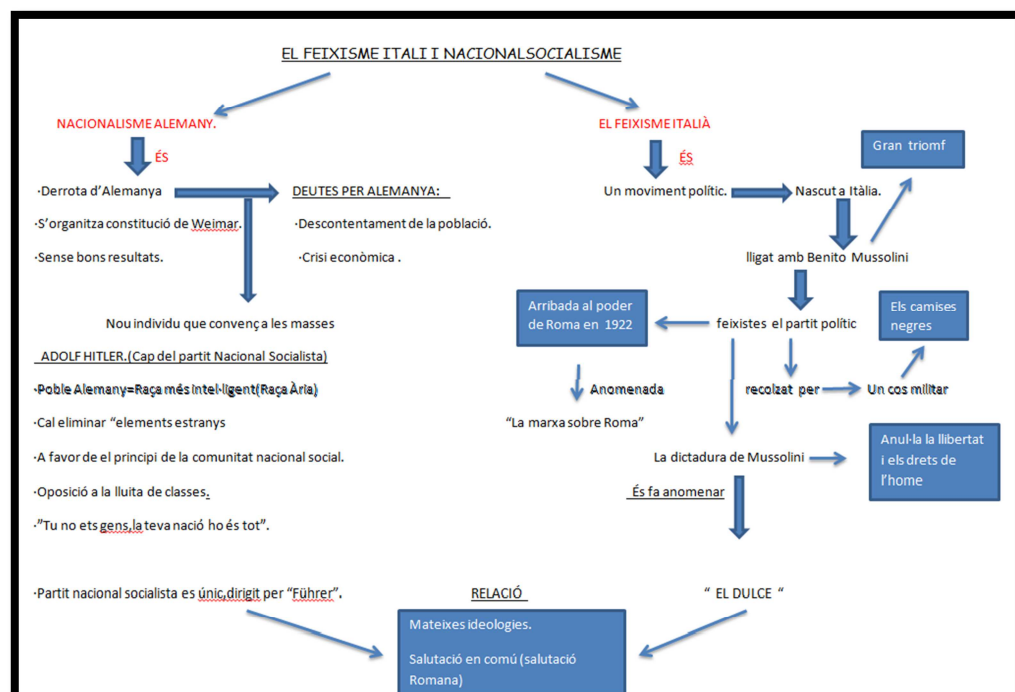 EL FEIXISME ITALI I NACIONALSOCIALISME
NACIONALISME ALEMANY.
ÉS
·Derrota d’Alemanya
·S’organitza constitució de Weimar.
·Sense bons resultats.
DEUTES PER ALEMANYA:
·Descontentament de la població.
·Crisi econòmica .
Nou individu que convenç a les masses
ADOLF HITLER.(Cap del partit Nacional Socialista)
·Poble Alemany=Raça més intel·ligent(Raça Ària)
·Cal eliminar “elements estranys
·A favor de el principi de la comunitat nacional social.
·Oposició a la lluita de classes.
·”Tu no ets gens,la teva nació ho és tot”.
·Partit nacional socialista es únic,dirigit per “Führer”.
EL FEIXISME ITALIÀ
ÉS
Un moviment polític.
Nascut a Itàlia.
Gran triomf
lligat amb Benito Mussolini
feixistes el partit polític
Arribada al poder
de Roma en 1922
Anomenada
“La marxa sobre Roma”
recolzat per
Un cos militar
Els camises
negres
La dictadura de Mussolini
Anul·la la llibertat
i els drets de
l’home
És fa anomenar
“ EL DULCE “
RELACIÓ
Mateixes ideologies.
Salutació en comú (salutació
Romana)